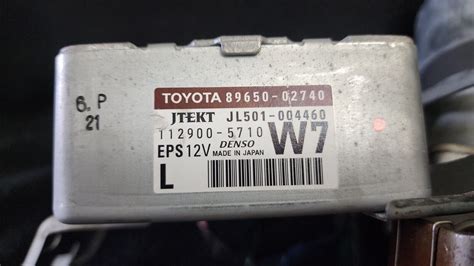 6. P
21
TOYOTA 89650-02740
JTEKT JL501-004460
112900-5710 W7
EPS12V DENSO MADE IN JAPAN
L